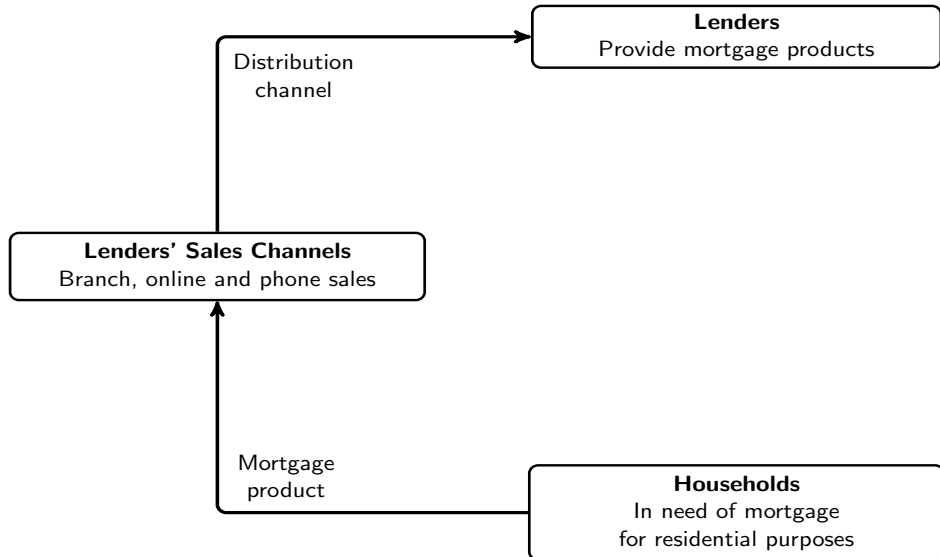 Lenders
Provide mortgage products
Distribution
channel
Lenders' Sales Channels
Branch, online and phone sales
Mortgage
product
Households
In need of mortgage
for residential purposes